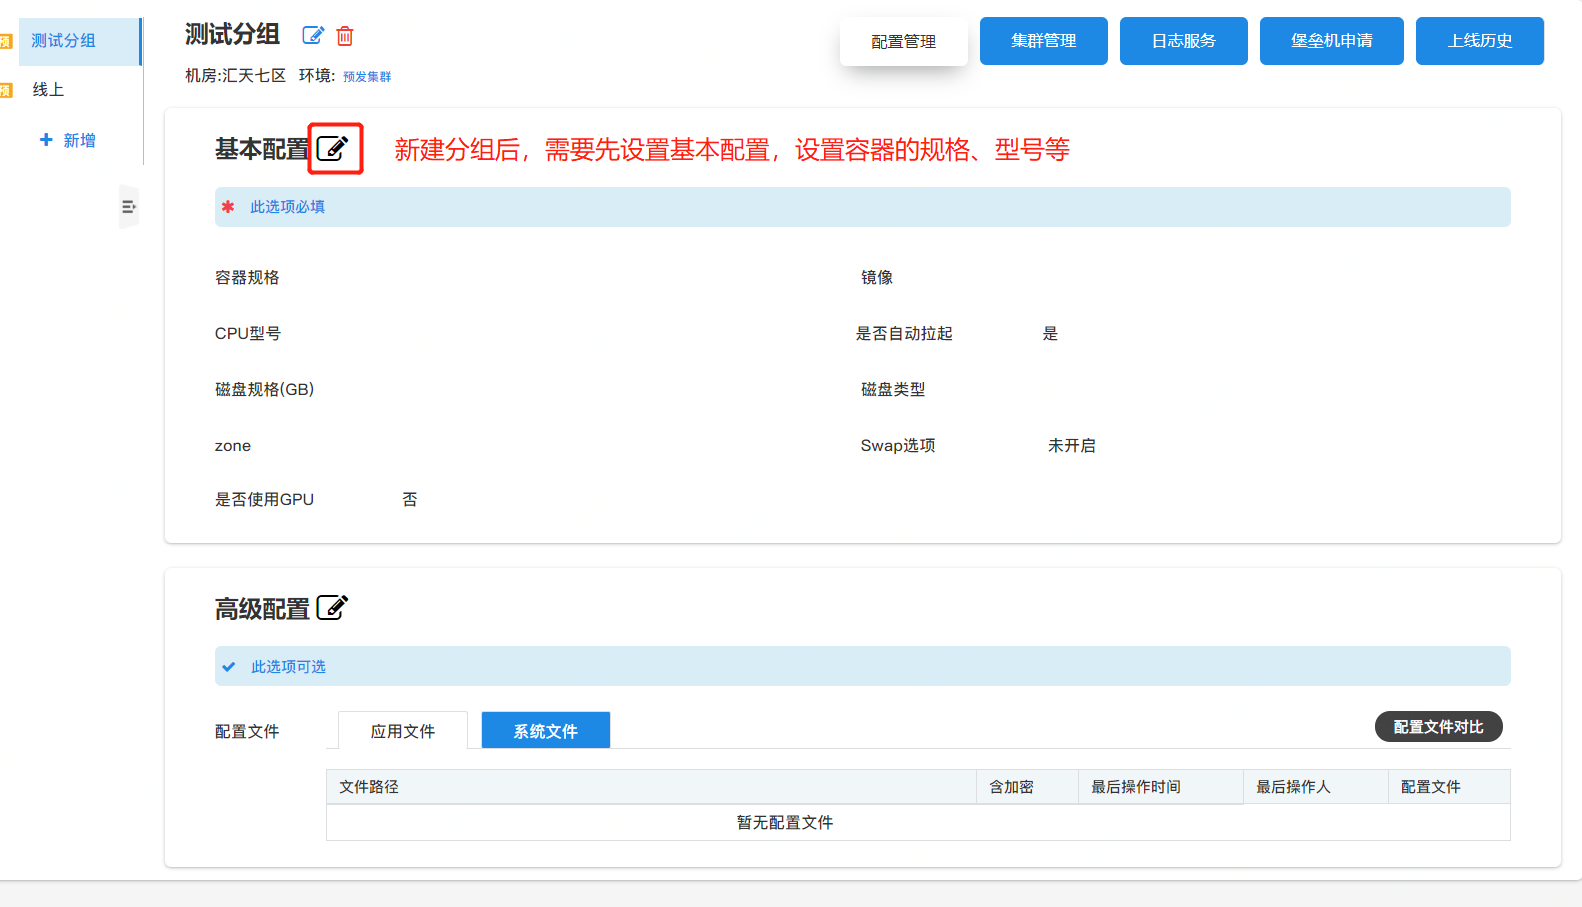 预 测试分组
预 线上
新增
测试分组
机房:汇天七区 环境: 预发集群
配置管理 集群管理 日志服务 堡垒机申请 上线历史
基本配置 新建分组后，需要先设置基本配置，设置容器的规格、型号等
此选项必填
容器规格 镜像
CPU型号 是否自动拉起 是
磁盘规格(GB) 磁盘类型
zone Swap选项 未开启
是否使用GPU 否
高级配置
此选项可选
配置文件 应用文件 系统文件 配置文件对比
文件路径 含加密 最后操作时间 最后操作人 配置文件
暂无配置文件